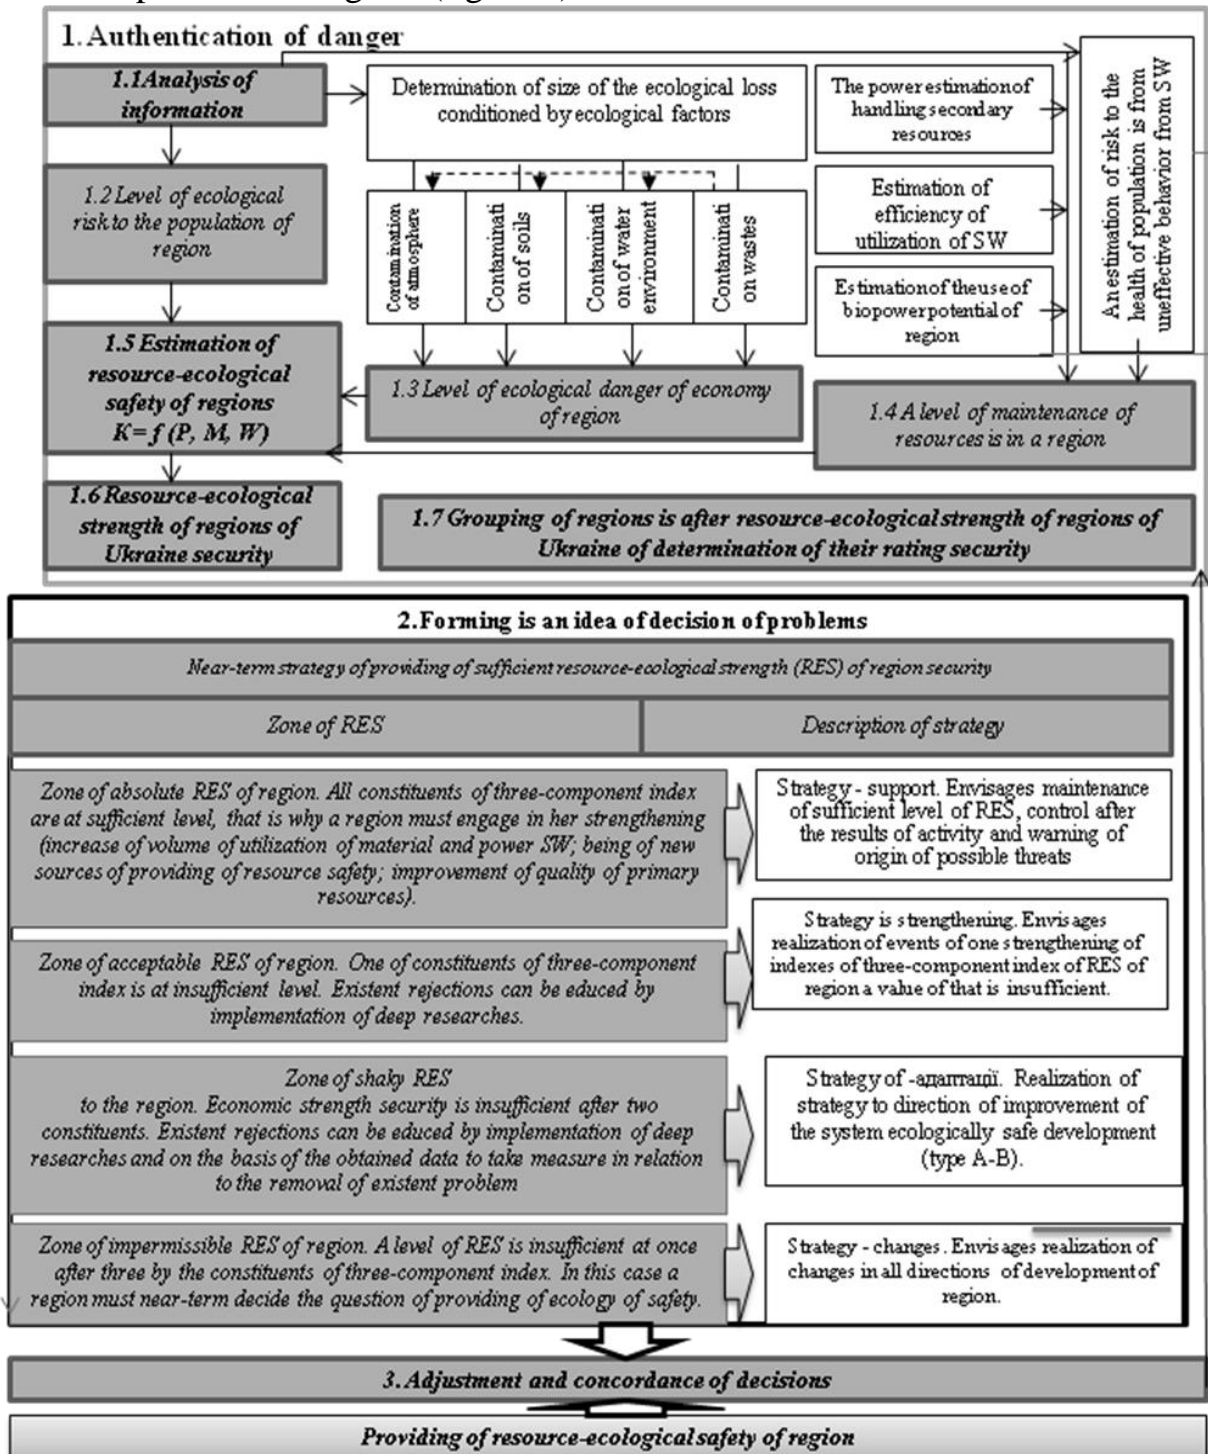 1.Authentication of danger
1.1Analysis of
information
Determination of size of the ecological loss
conditioned by ecological factors
The power estimation of
handling secondary
resources
An estimation of risk to the
health of population is from
uneffective behavior from SW
1.2 Level of ecological
risk to the population of
region
Contamination
of atmosphere
Contaminati
on of soils
Contaminati
on of water
environment
Contaminati
on wastes
Estimation of
efficiency of
utilization of SW
Estimation of theuse of
biopower potential of
region
1.5 Estimation of
resource-ecological
safety of regions
K= f (P, M, W)
1.3 Level of ecological danger of economy
of region
1.4 A level of maintenance of
resources is in a region
1.6 Resource-ecological
strength of regions of
Ukraine security
1.7 Grouping of regions is after resource-ecological strength of regions of
Ukraine of determination of their rating security
2.Forming is an idea of decision of problems
Near-term strategy of providing of sufficient resource-ecological strength (RES) of region security
Zone of RES
Description of strategy
Zone of absolute RES of region. All constituents of three-component index
are at sufficient level, that is why a region must engage in her strengthening
(increase of volume of utilization of material and power SW; being of new
sources of providing of resource safety; improvement of quality of primary
resources).
Strategy - support. Envisages maintenance
of sufficient level of RES, control after
the results of activity and warning of
origin of possible threats
Zone of acceptable RES of region. One of constituents of three-component
index is at insufficient level. Existent rejections can be educed by
implementation of deep researches.
Strategy is strengthening. Envisages
realization of events of one strengthening of
indexes of three-component index of RES of
region a value of that is insufficient.
Zone of shaky RES
to the region. Economic strength security is insufficient after two
constituents. Existent rejections can be educed by implementation of deep
researches and on the basis of the obtained data to take measure in relation
to the removal of existent problem
Strategy of -адаптації. Realization of
strategy to direction of improvement of
the system ecologically safe development
(type A-B).
Zone of impermissible RES of region. A level of RES is insufficient at once
after three by the constituents of three-component index. In this case a
region must near-term decide the question of providing of ecology of safety.
Strategy - changes. Envisages realization of
changes in all directions of development of
region.
3. Adjustment and concordance of decisions
Providing of resource-ecological safety of region